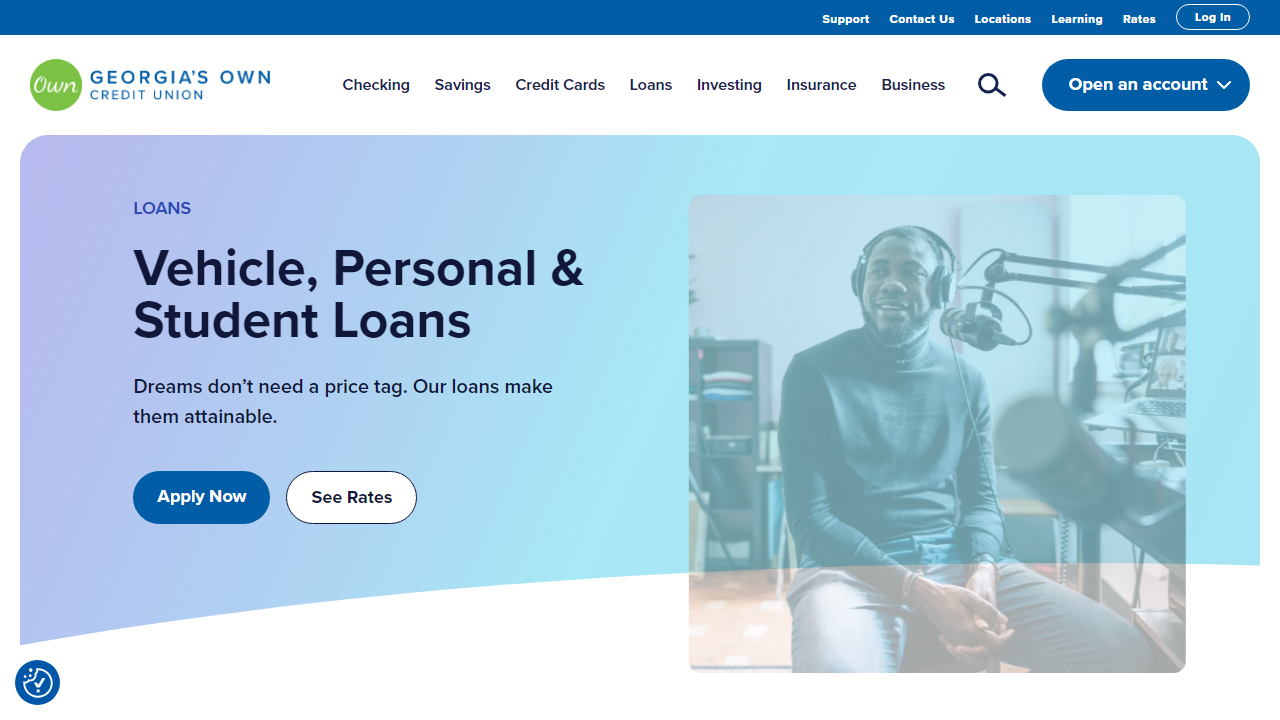 Support Contact Us Locations Learning Rates Log In
Own GEORGIA'S OWN
CREDIT UNION
Checking Savings Credit Cards Loans Investing Insurance Business Open an account
LOANS
Vehicle, Personal &
Student Loans
Dreams don’t need a price tag. Our loans make
them attainable.
Apply Now See Rates